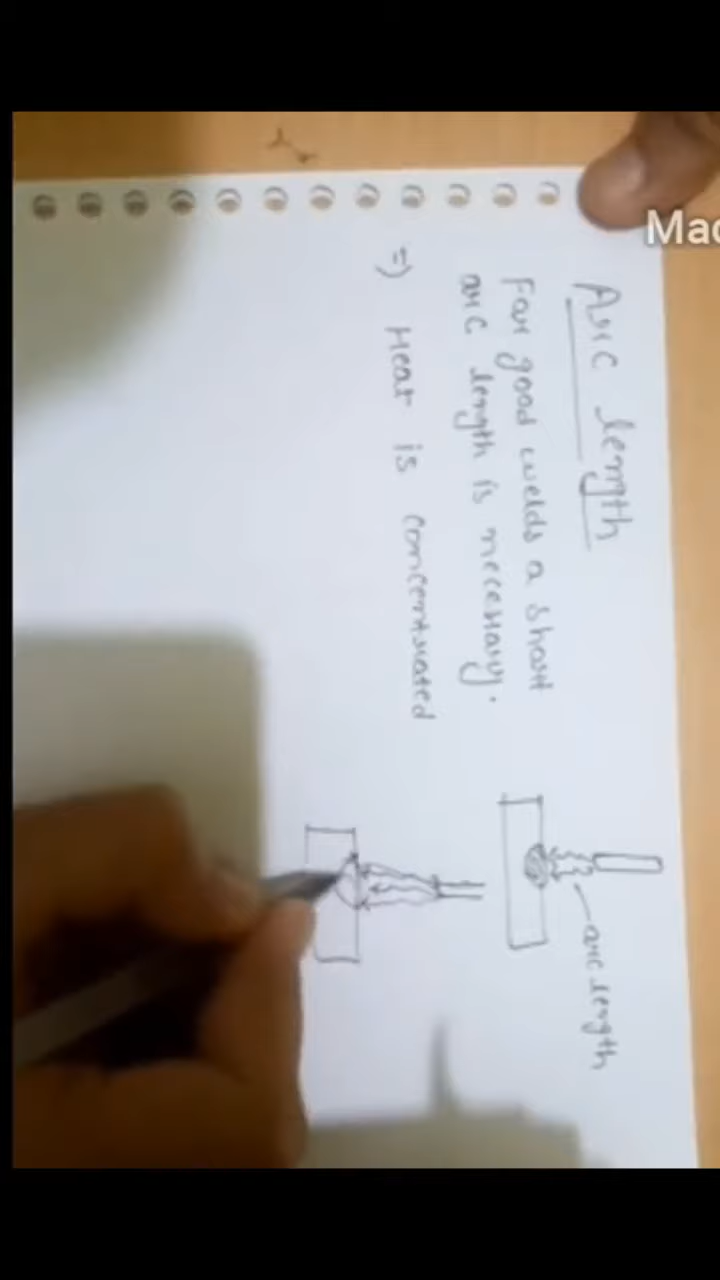 Arc length
For good welds a short
arc length is necessary.
=) Heat is concentrated
arc length
Mac